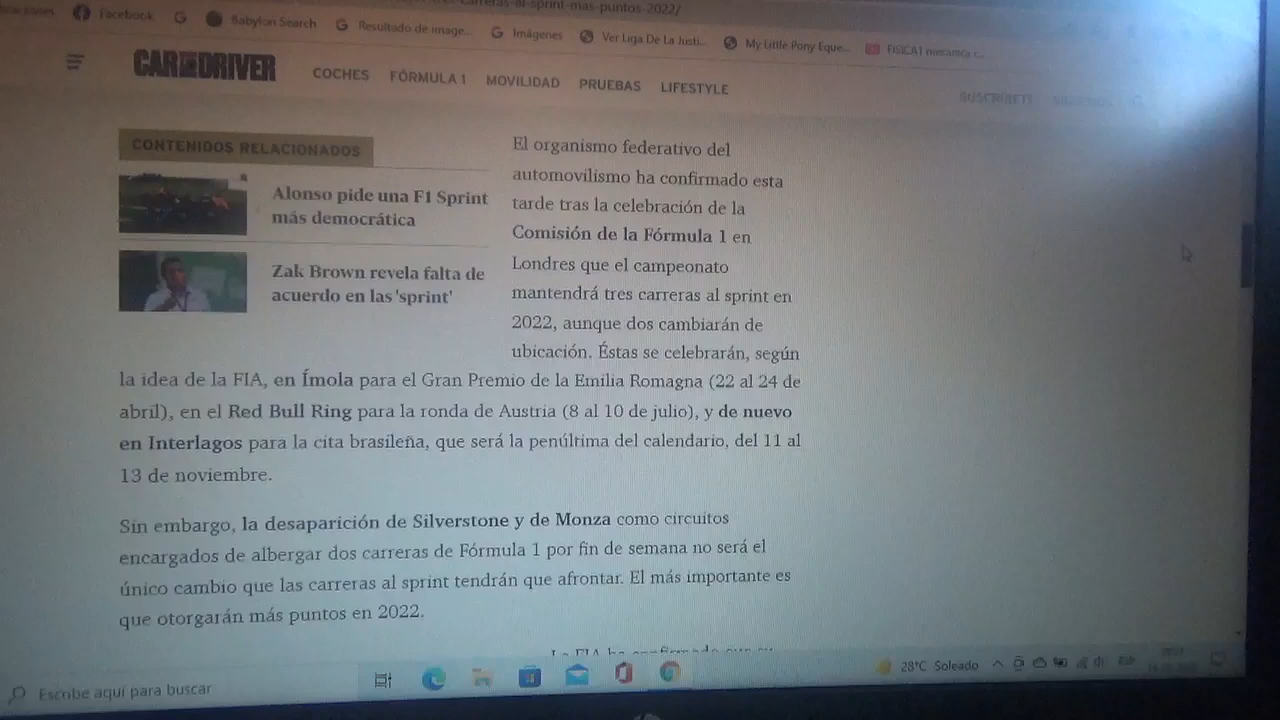 carreras-al-sprint-mas-puntos-2022/
Facebook
Babylon Search
Resultado de image...
Imágenes
Ver Liga De La Justi...
My Little Pony Eque...
FISICA1
CAR DRIVER
COCHES FÓRMULA 1 MOVILIDAD PRUEBAS LIFESTYLE
SUSCRÍBETE
CONTENIDOS RELACIONADOS
Alonso pide una F1 Sprint
más democrática
Zak Brown revela falta de
acuerdo en las 'sprint'
El organismo federativo del
automovilismo ha confirmado esta
tarde tras la celebración de la
Comisión de la Fórmula 1 en
Londres que el campeonato
mantendrá tres carreras al sprint en
2022, aunque dos cambiarán de
ubicación. Éstas se celebrarán, según
la idea de la FIA, en Ímola para el Gran Premio de la Emilia Romagna (22 al 24 de
abril), en el Red Bull Ring para la ronda de Austria (8 al 10 de julio), y de nuevo
en Interlagos para la cita brasileña, que será la penúltima del calendario, del 11 al
13 de noviembre.
Sin embargo, la desaparición de Silverstone y de Monza como circuitos
encargados de albergar dos carreras de Fórmula 1 por fin de semana no será el
único cambio que las carreras al sprint tendrán que afrontar. El más importante es
que otorgarán más puntos en 2022.
Escribe aquí para buscar
28°C Soleado